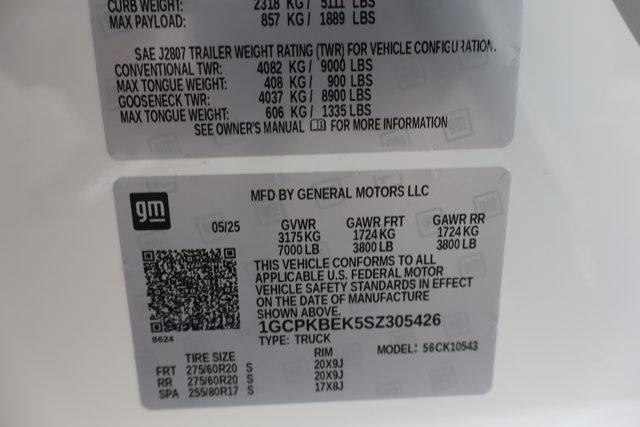 CURB WEIGHT: 2318 KG/ 5111 LBS
MAX PAYLOAD: 857 KG/ 1889 LBS
SAE J2807 TRAILER WEIGHT RATING (TWR) FOR VEHICLE CONFIGURATION.
CONVENTIONAL TWR: 4082 KG/ 9000 LBS
MAX TONGUE WEIGHT: 408 KG/ 900 LBS
GOOSENECK TWR: 4037 KG/ 8900 LBS
MAX TONGUE WEIGHT: 606 KG/ 1335 LBS
SEE OWNER'S MANUAL FOR MORE INFORMATION
gm
MFD BY GENERAL MOTORS LLC
05/25 GVWR GAWR FRT GAWR RR
3175 KG 1724 KG 1724 KG
7000 LB 3800 LB 3800 LB
THIS VEHICLE CONFORMS TO ALL
APPLICABLE U.S. FEDERAL MOTOR
VEHICLE SAFETY STANDARDS IN EFFECT
ON THE DATE OF MANUFACTURE
SHOWN ABOVE.
1GCPKBEK5SZ305426
8624
TYPE: TRUCK MODEL: 56CK10543
TIRE SIZE RIM
FRT 275/60R20 S 20X9J
RR 275/60R20 S 20X9J
SPA 255/80R17 S 17X8J